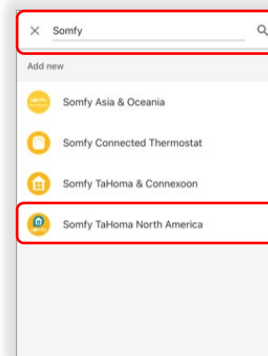 Somfy
Add new
Somfy Asia & Oceania
Somfy Connected Thermostat
Somfy TaHoma & Connexoon
Somfy TaHoma North America